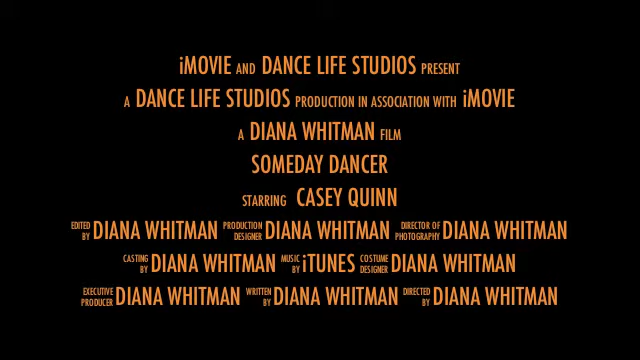 iMOVIE AND DANCE LIFE STUDIOS PRESENT
A DANCE LIFE STUDIOS PRODUCTION IN ASSOCIATION WITH iMOVIE
A DIANA WHITMAN FILM
SOMEDAY DANCER
STARRING CASEY QUINN
EDITED BY DIANA WHITMAN PRODUCTION DESIGNER DIANA WHITMAN DIRECTOR OF PHOTOGRAPHY DIANA WHITMAN
CASTING BY DIANA WHITMAN MUSIC BY iTUNES COSTUME DESIGNER DIANA WHITMAN
EXECUTIVE PRODUCER DIANA WHITMAN WRITTEN BY DIANA WHITMAN DIRECTED BY DIANA WHITMAN